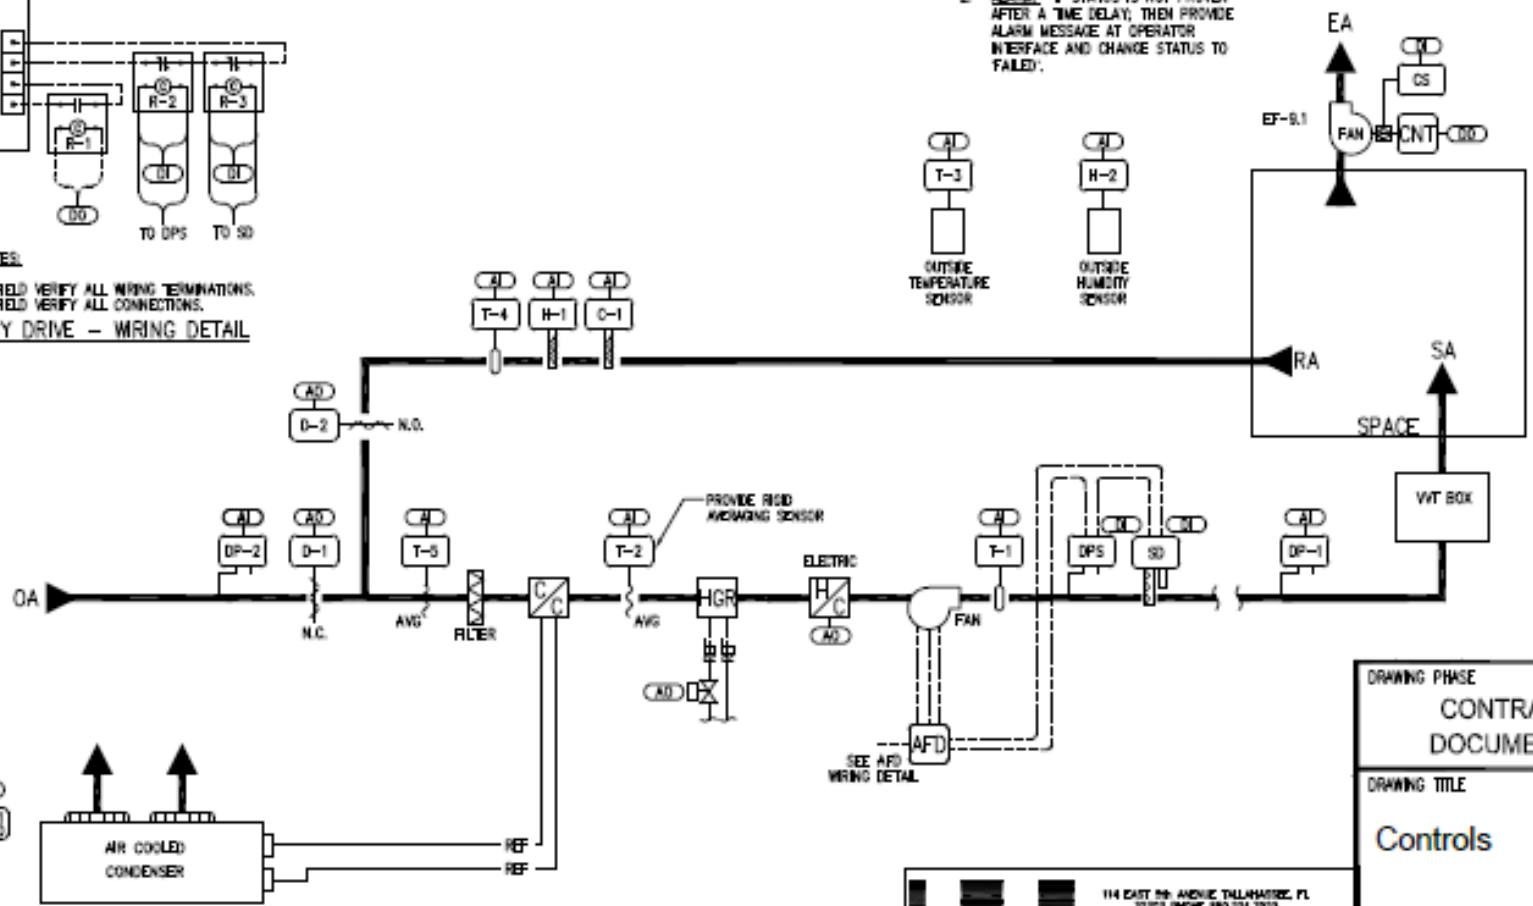 AFTER A TIME DELAY; THEN PROVIDE
ALARM MESSAGE AT OPERATOR
INTERFACE AND CHANGE STATUS TO
'FAILED'.
EA
DI
CS
EF-9.1
FAN
CNT
DO
R-2
R-3
R-1
DI
DI
DO
TO DPS
TO SD
AI
T-3
OUTSIDE
TEMPERATURE
SENSOR
AI
H-2
OUTSIDE
HUMIDITY
SENSOR
VERIFY ALL WIRING TERMINATIONS.
VERIFY ALL CONNECTIONS.
Y DRIVE - WIRING DETAIL
AI
AI
AI
T-4
H-1
C-1
RA
SA
SPACE
AO
D-2
N.O.
VVT BOX
PROVIDE RIGID
AVERAGING SENSOR
AI
DP-2
AO
D-1
AI
T-5
AI
T-2
ELECTRIC
AI
T-1
DI
DPS
DI
SD
AI
DP-1
OA
N.C.
AVG
FILTER
C
C
AVG
HGR
H
C
AO
FAN
AO
AFD
SEE AFD
WIRING DETAIL
AIR COOLED
CONDENSER
REF
REF
DRAWING PHASE
CONTRA
DOCUME
DRAWING TITLE
Controls
114 EAST 5th AVENUE TALLAHASSEE, FL